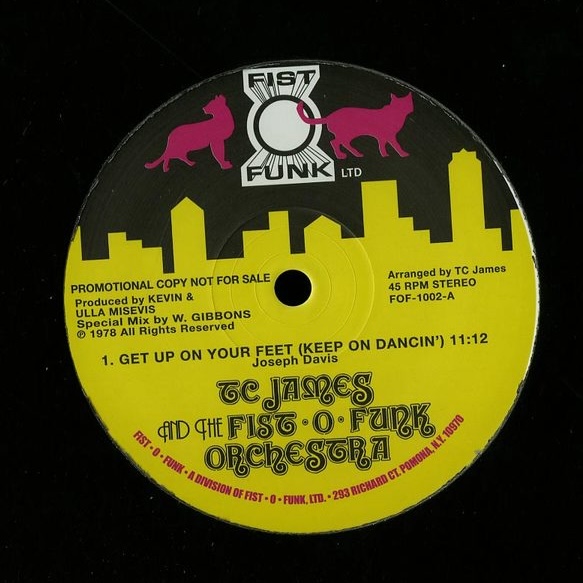 FIST
O
FUNK LTD
PROMOTIONAL COPY NOT FOR SALE
Produced by KEVIN &
ULLA MISEVIS
Special Mix by W. GIBBONS
℗ 1978 All Rights Reserved
Arranged by TC James
45 RPM STEREO
FOF-1002-A
1. GET UP ON YOUR FEET (KEEP ON DANCIN') 11:12
Joseph Davis
TC JAMES
AND THE FIST • O • FUNK
ORCHESTRA
FIST • O • FUNK • A DIVISION OF FIST • O • FUNK, LTD. • 293 RICHARD CT. POMONA, N.Y. 10970